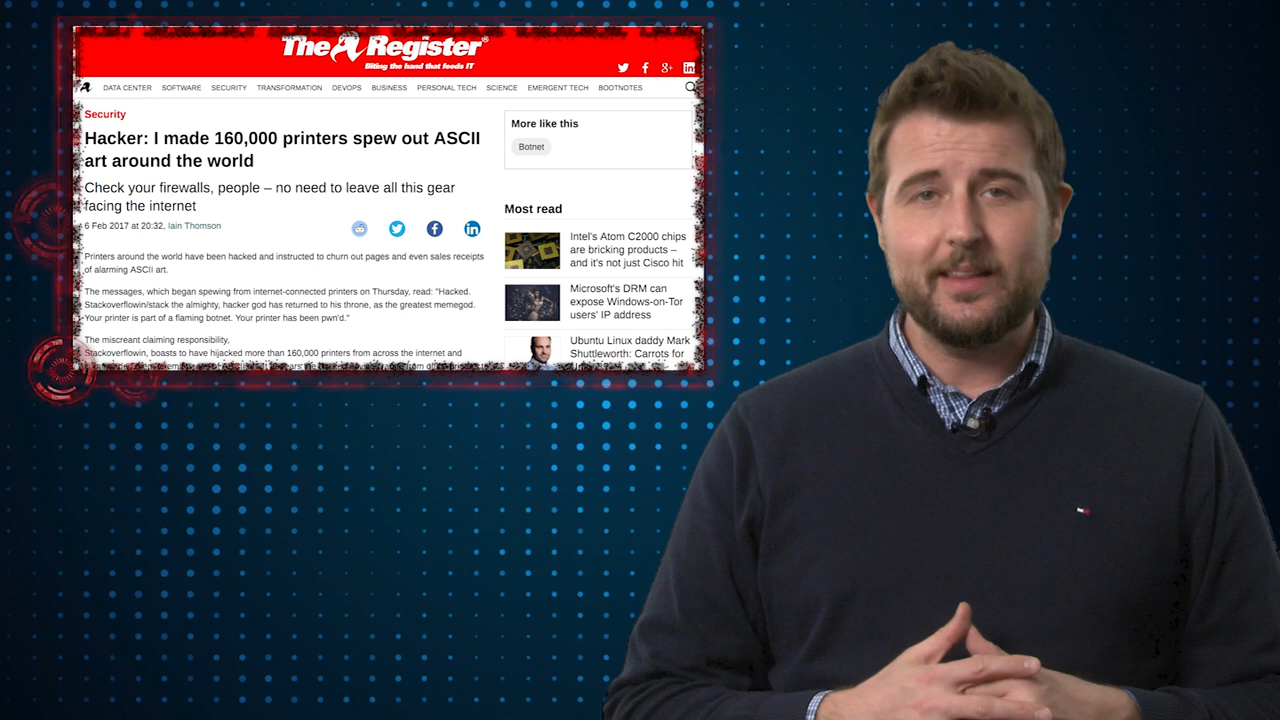 The Register®
Biting the hand that feeds IT
DATA CENTER SOFTWARE SECURITY TRANSFORMATION DEVOPS BUSINESS PERSONAL TECH SCIENCE EMERGENT TECH BOOTNOTES
Security
Hacker: I made 160,000 printers spew out ASCII
art around the world
Check your firewalls, people – no need to leave all this gear
facing the internet
6 Feb 2017 at 20:32, Iain Thomson
Printers around the world have been hacked and instructed to churn out pages and even sales receipts
of alarming ASCII art.
The messages, which began spewing from internet-connected printers on Thursday, read: "Hacked.
Stackoverflowin/stack the almighty, hacker god has returned to his throne, as the greatest memegod.
Your printer is part of a flaming botnet. Your printer has been pwn'd."
The miscreant claiming responsibility,
Stackoverflowin, boasts to have hijacked more than 160,000 printers from across the internet and
More like this
Botnet
Most read
Intel's Atom C2000 chips
are bricking products –
and it's not just Cisco hit
Microsoft's DRM can
expose Windows-on-Tor
users' IP address
Ubuntu Linux daddy Mark
Shuttleworth: Carrots for